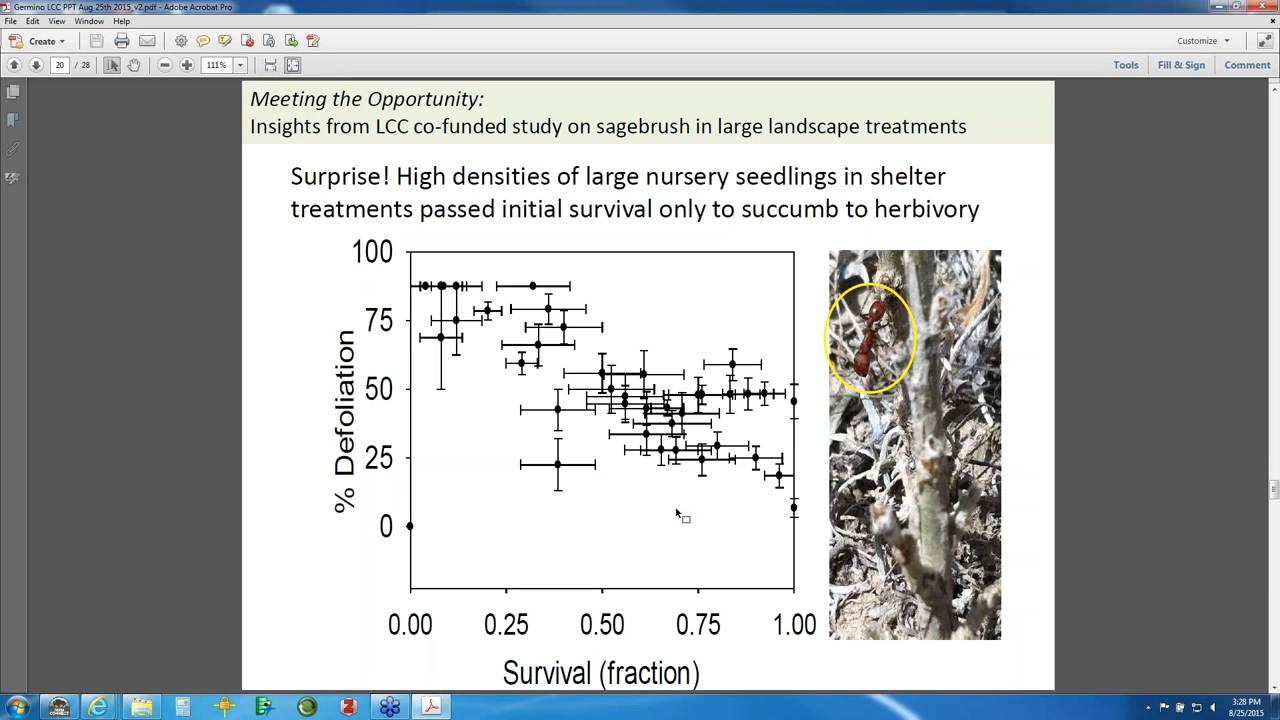 Germino LCC PPT Aug 25th 2015_v2.pdf - Adobe Acrobat Pro
File Edit View Window Help
Create
Customize
20 / 28
111%
Tools Fill & Sign Comment
Meeting the Opportunity:
Insights from LCC co-funded study on sagebrush in large landscape treatments
Surprise! High densities of large nursery seedlings in shelter
treatments passed initial survival only to succumb to herbivory
% Defoliation
100
75
50
25
0
0.00 0.25 0.50 0.75 1.00
Survival (fraction)
3:28 PM
8/25/2015